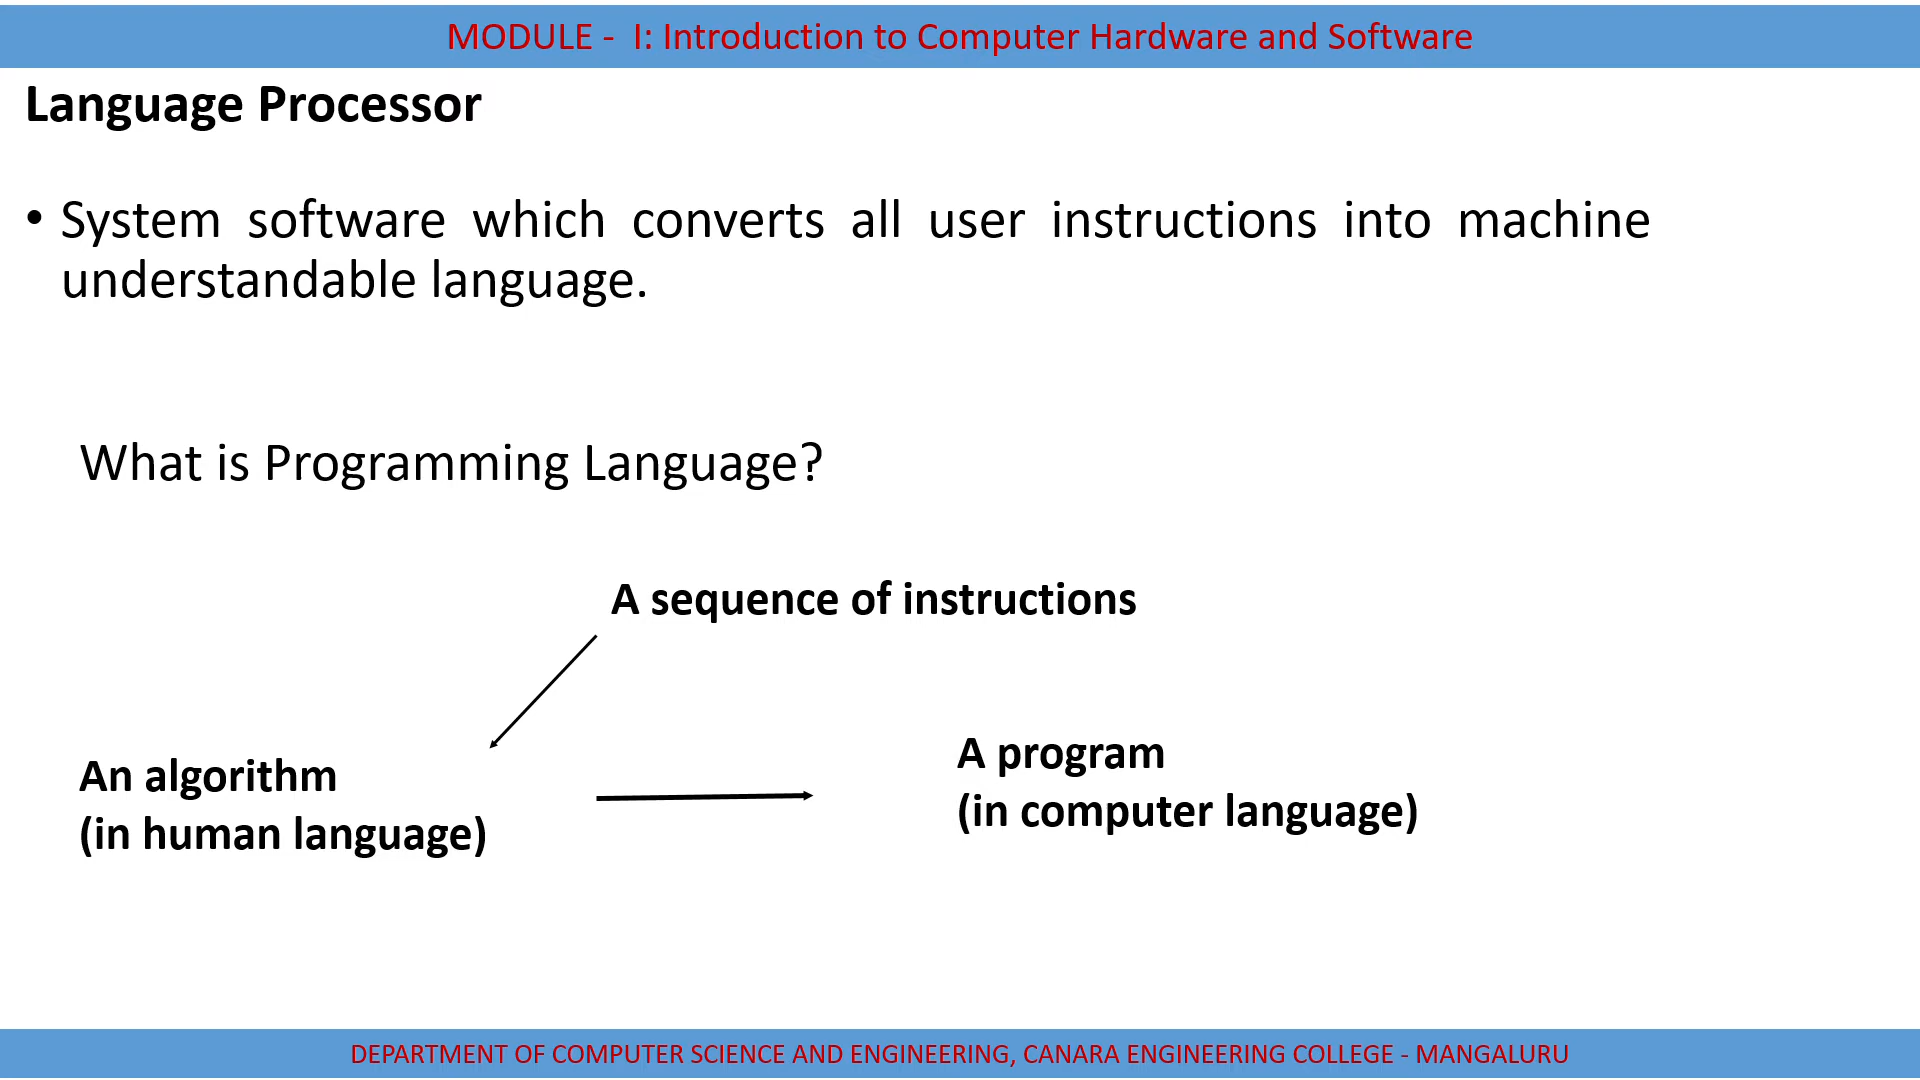 MODULE - I: Introduction to Computer Hardware and Software
Language Processor
• System software which converts all user instructions into machine
understandable language.
What is Programming Language?
A sequence of instructions
An algorithm
(in human language)
A program
(in computer language)
DEPARTMENT OF COMPUTER SCIENCE AND ENGINEERING, CANARA ENGINEERING COLLEGE - MANGALURU